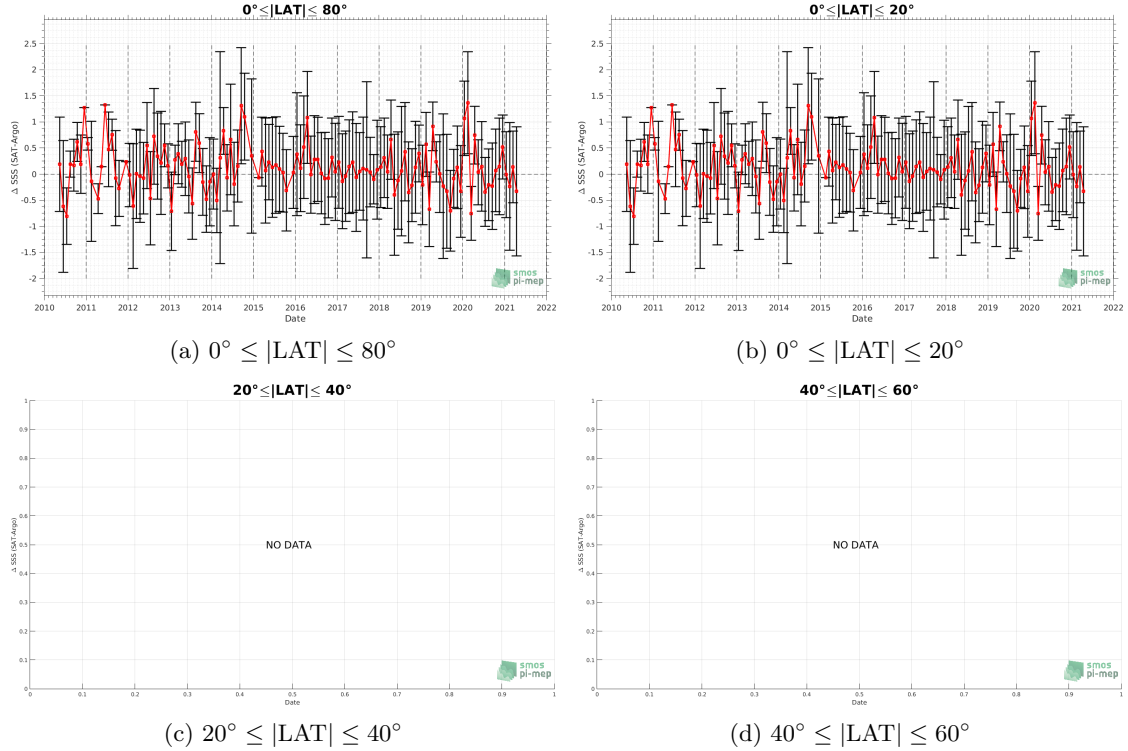 0°≤|LAT|≤ 80°
Δ SSS (SAT-Argo)
2.5
2
1.5
1
0.5
0
-0.5
-1
-1.5
-2
2010 2011 2012 2013 2014 2015 2016 2017 2018 2019 2020 2021 2022
Date
smos
pi-mep
(a) 0° ≤ |LAT| ≤ 80°
0°≤|LAT|≤ 20°
Δ SSS (SAT-Argo)
2.5
2
1.5
1
0.5
0
-0.5
-1
-1.5
-2
2010 2011 2012 2013 2014 2015 2016 2017 2018 2019 2020 2021 2022
Date
smos
pi-mep
(b) 0° ≤ |LAT| ≤ 20°
20°≤|LAT|≤ 40°
Δ SSS (SAT-Argo)
1
0.9
0.8
0.7
0.6
0.5
0.4
0.3
0.2
0.1
0
NO DATA
0 0.1 0.2 0.3 0.4 0.5 0.6 0.7 0.8 0.9 1
Date
smos
pi-mep
(c) 20° ≤ |LAT| ≤ 40°
40°≤|LAT|≤ 60°
Δ SSS (SAT-Argo)
1
0.9
0.8
0.7
0.6
0.5
0.4
0.3
0.2
0.1
0
NO DATA
0 0.1 0.2 0.3 0.4 0.5 0.6 0.7 0.8 0.9 1
Date
smos
pi-mep
(d) 40° ≤ |LAT| ≤ 60°